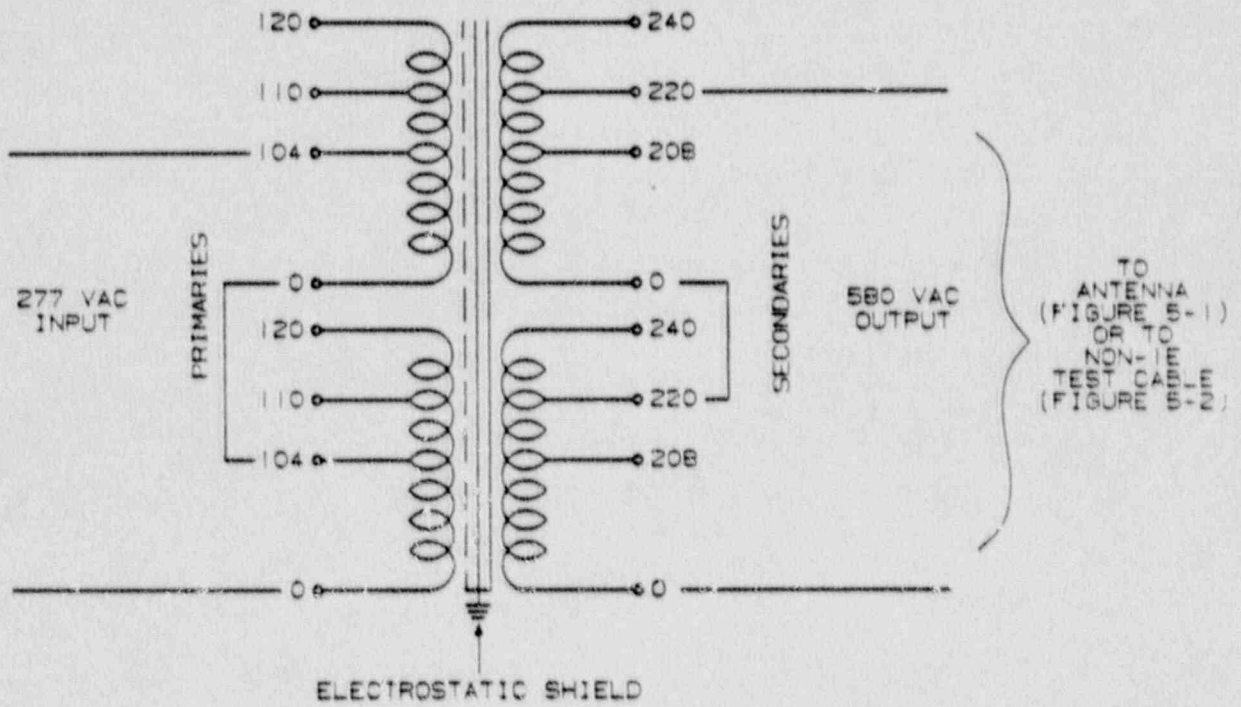 120
240
110
220
104
208
PRIMARIES
277 VAC
INPUT
0
0
120
240
SECONDARIES
580 VAC
OUTPUT
TO
ANTENNA
(FIGURE 5-1)
OR TO
NON-1E
TEST CABLE
(FIGURE 5-2)
110
220
104
208
0
0
ELECTROSTATIC SHIELD